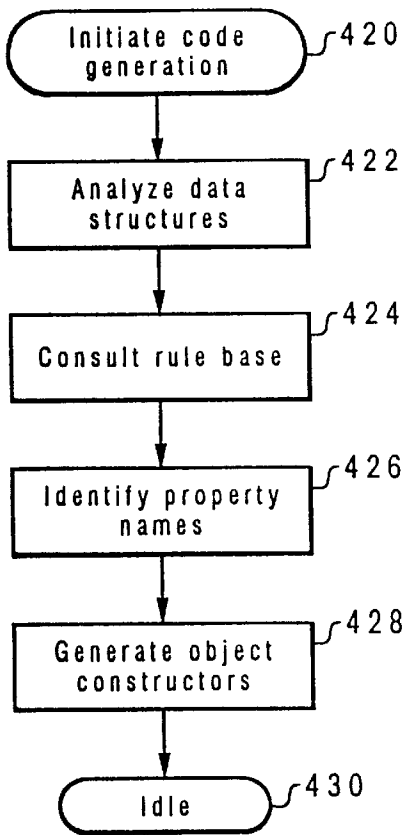 Initiate code
generation
420
Analyze data
structures
422
Consult rule base
424
Identify property
names
426
Generate object
constructors
428
Idle
430